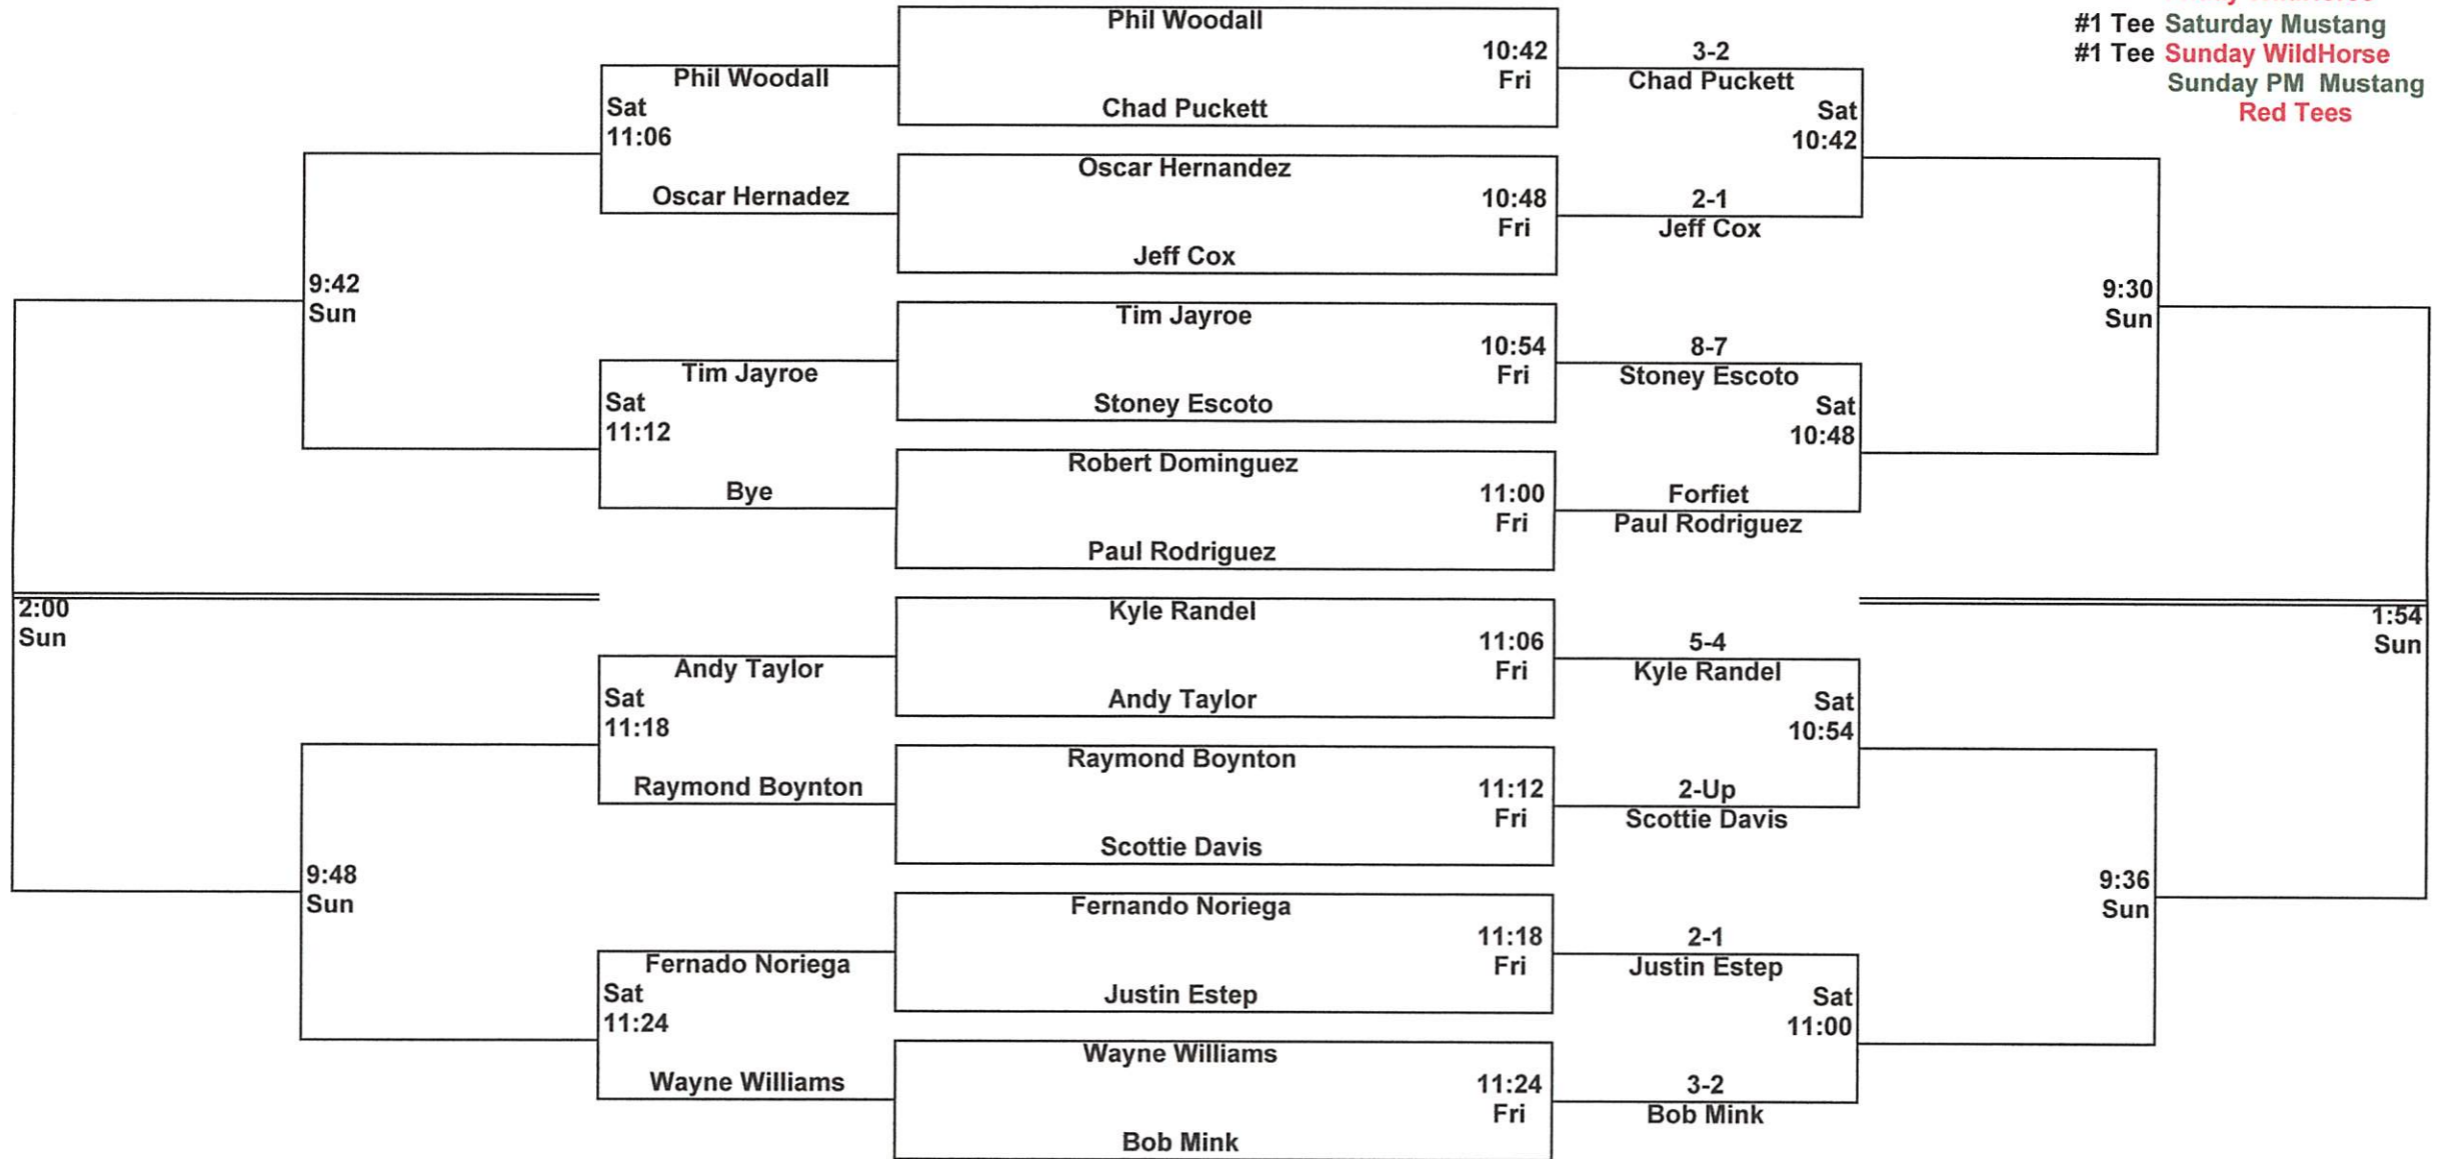 #1 Tee Saturday Mustang
#1 Tee Sunday WildHorse
Sunday PM Mustang
Red Tees
Phil Woodall
10:42
Fri
Chad Puckett
Oscar Hernandez
10:48
Fri
Jeff Cox
Tim Jayroe
10:54
Fri
Stoney Escoto
Robert Dominguez
11:00
Fri
Paul Rodriguez
Kyle Randel
11:06
Fri
Andy Taylor
Raymond Boynton
11:12
Fri
Scottie Davis
Fernando Noriega
11:18
Fri
Justin Estep
Wayne Williams
11:24
Fri
Bob Mink
Phil Woodall
Sat
11:06
Oscar Hernadez
Tim Jayroe
Sat
11:12
Bye
Andy Taylor
Sat
11:18
Raymond Boynton
Fernado Noriega
Sat
11:24
Wayne Williams
9:42
Sun
9:48
Sun
2:00
Sun
3-2
Chad Puckett
Sat
10:42
2-1
Jeff Cox
8-7
Stoney Escoto
Sat
10:48
Forfiet
Paul Rodriguez
5-4
Kyle Randel
Sat
10:54
2-Up
Scottie Davis
2-1
Justin Estep
Sat
11:00
3-2
Bob Mink
9:30
Sun
9:36
Sun
1:54
Sun